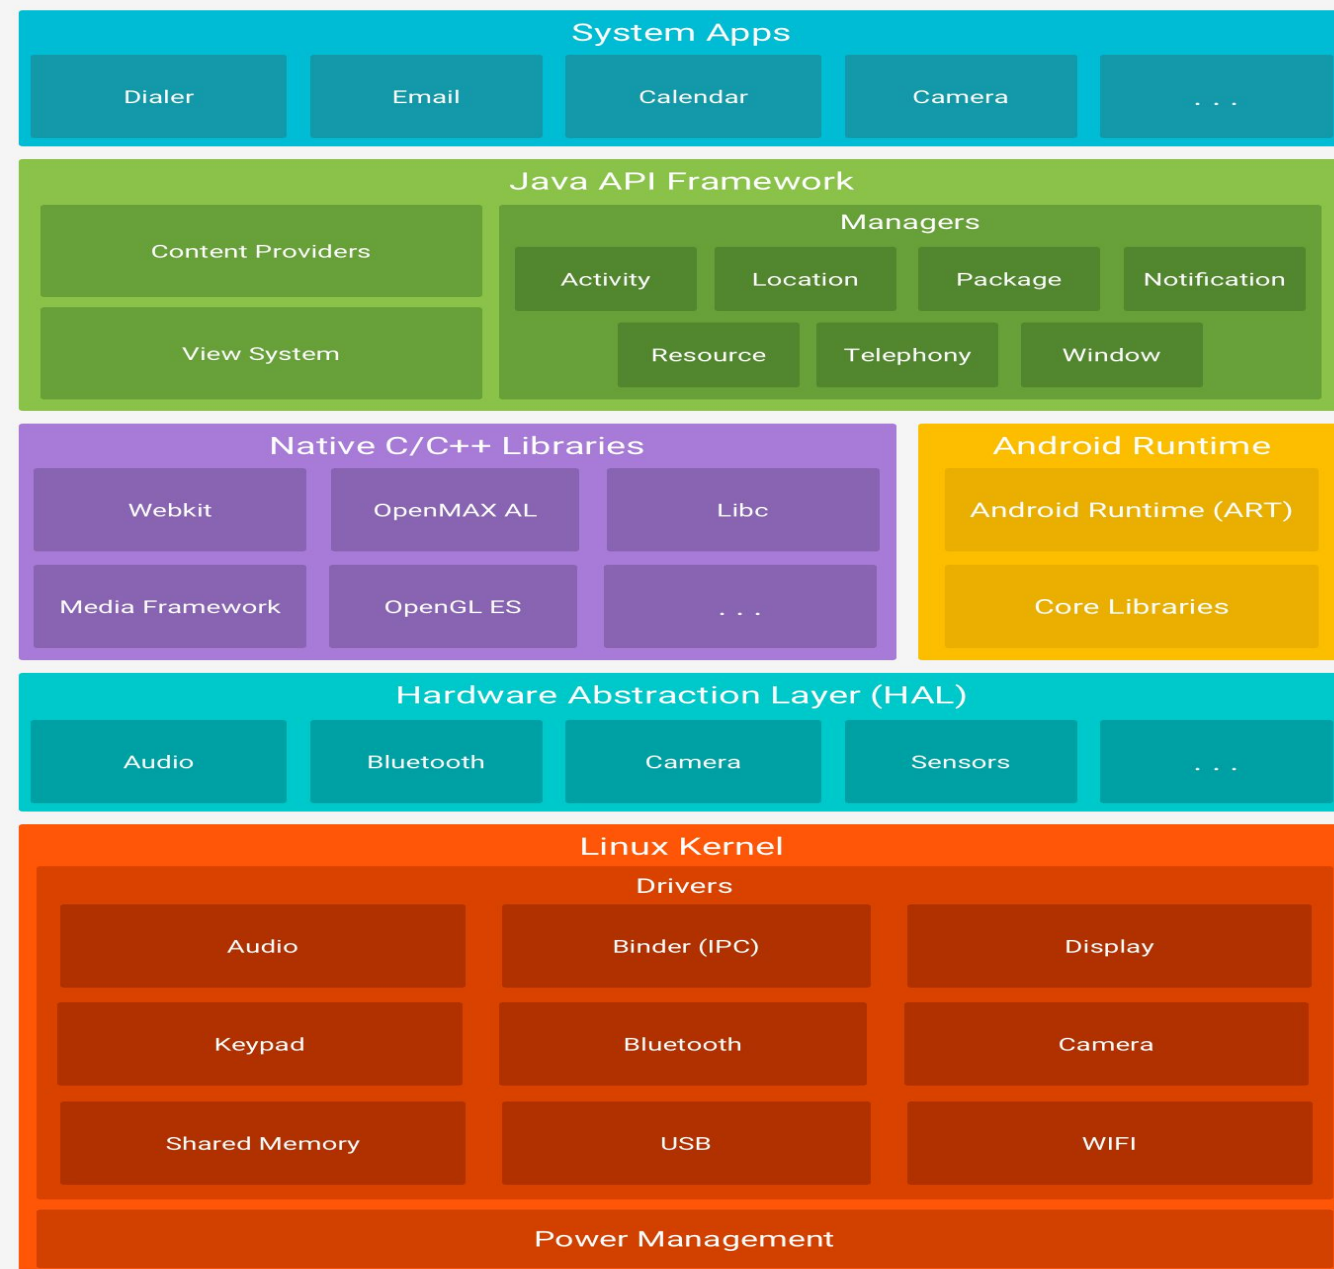 System Apps
Dialer Email Calendar Camera . . .
Java API Framework
Content Providers
View System
Managers
Activity Location Package Notification
Resource Telephony Window
Native C/C++ Libraries
Webkit OpenMAX AL Libc
Media Framework OpenGL ES . . .
Android Runtime
Android Runtime (ART)
Core Libraries
Hardware Abstraction Layer (HAL)
Audio Bluetooth Camera Sensors . . .
Linux Kernel
Drivers
Audio Binder (IPC) Display
Keypad Bluetooth Camera
Shared Memory USB WIFI
Power Management